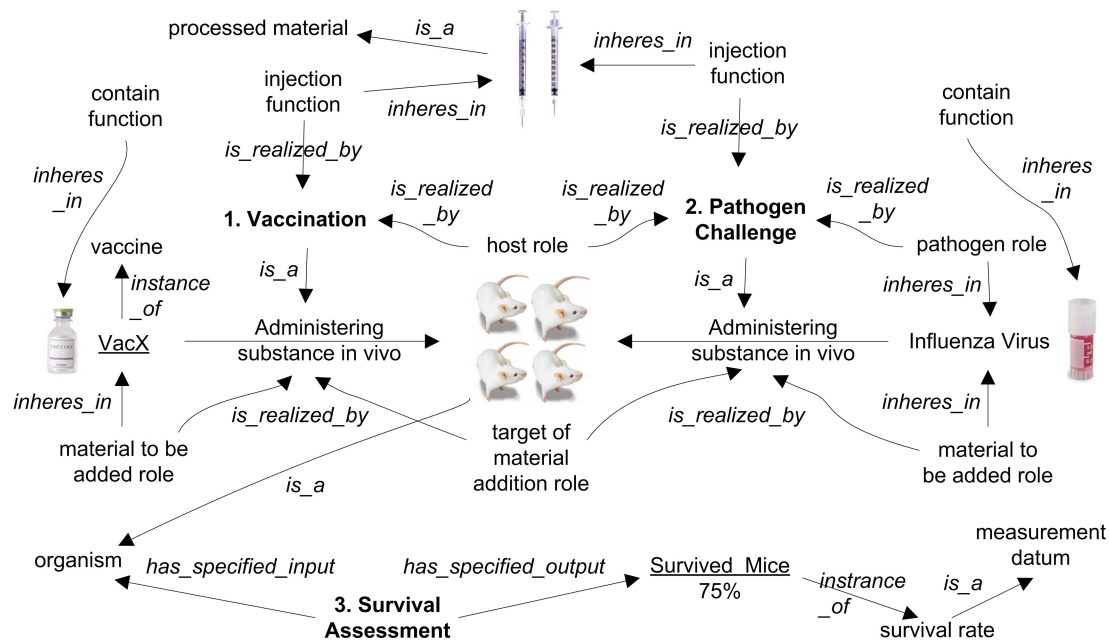 processed material
is_a
inheres_in
injection
function
injection
function
inheres_in
contain
function
contain
function
is_realized_by
is_realized_by
inheres
_in
inheres
_in
is_realized
_by
is_realized
_by
is_realized
_by
1. Vaccination
2. Pathogen
Challenge
vaccine
host role
pathogen role
is_a
is_a
instance
_of
inheres_in
VACCINE
VacX
Administering
substance in vivo
Administering
substance in vivo
Influenza Virus
inheres_in
is_realized_by
is_realized_by
inheres_in
material to be
added role
target of
material
addition role
material to
be added role
is_a
organism
has_specified_input
has_specified_output
Survived_Mice
75%
instrance
_of
is_a
measurement
datum
3. Survival
Assessment
survival rate